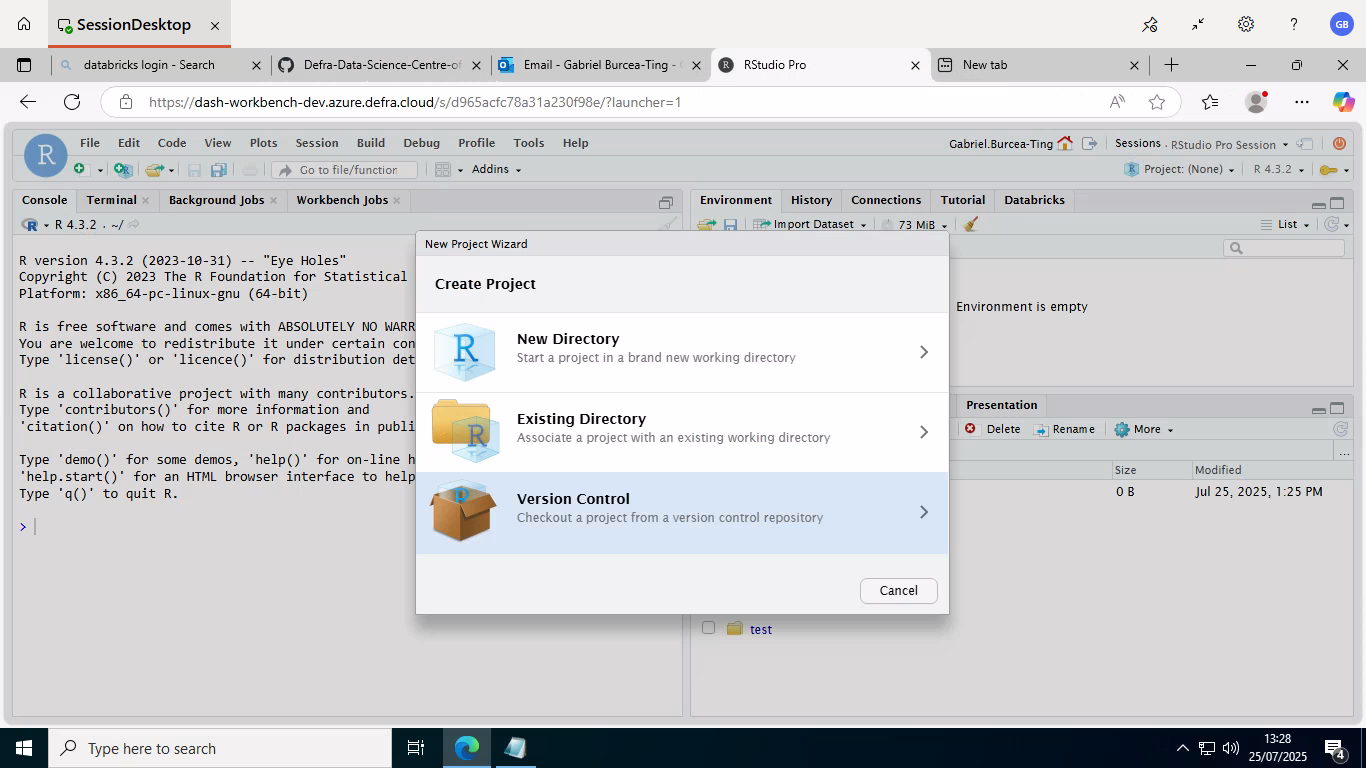 SessionDesktop
?
GB
databricks login - Search
Defra-Data-Science-Centre-of
Email - Gabriel Burcea-Ting -
RStudio Pro
New tab
https://dash-workbench-dev.azure.defra.cloud/s/d965acfc78a31a230f98e/?launcher=1
File Edit Code View Plots Session Build Debug Profile Tools Help
Gabriel.Burcea-Ting
Sessions
RStudio Pro Session
Go to file/function
Addins
Project: (None)
R 4.3.2
Console Terminal Background Jobs Workbench Jobs
R 4.3.2 . ~/
R version 4.3.2 (2023-10-31) -- "Eye Holes"
Copyright (C) 2023 The R Foundation for Statistical
Platform: x86_64-pc-linux-gnu (64-bit)
R is free software and comes with ABSOLUTELY NO WARR
You are welcome to redistribute it under certain con
Type 'license()' or 'licence()' for distribution det
R is a collaborative project with many contributors.
Type 'contributors()' for more information and
'citation()' on how to cite R or R packages in publi
Type 'demo()' for some demos, 'help()' for on-line h
'help.start()' for an HTML browser interface to help
Type 'q()' to quit R.
>
New Project Wizard
Create Project
New Directory
Start a project in a brand new working directory
Existing Directory
Associate a project with an existing working directory
Version Control
Checkout a project from a version control repository
Cancel
Environment History Connections Tutorial Databricks
Import Dataset
73 MiB
List
Environment is empty
Presentation
Delete
Rename
More
...
Size
Modified
0 B
Jul 25, 2025, 1:25 PM
test
Type here to search
13:28
25/07/2025
4